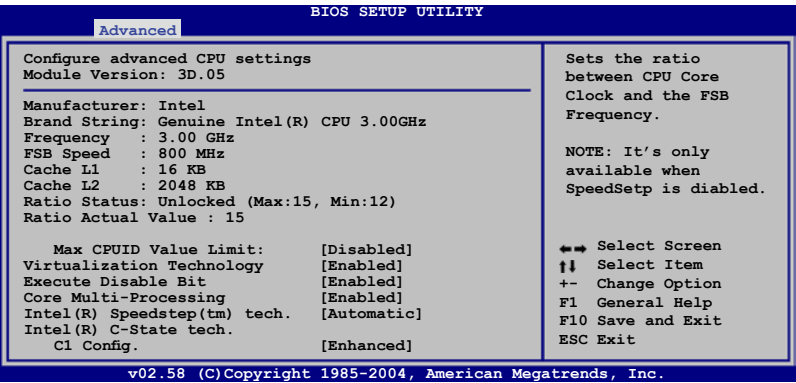 BIOS SETUP UTILITY
Advanced
Configure advanced CPU settings
Module Version: 3D.05
Manufacturer: Intel
Brand String: Genuine Intel(R) CPU 3.00GHz
Frequency : 3.00 GHz
FSB Speed : 800 MHz
Cache L1 : 16 KB
Cache L2 : 2048 KB
Ratio Status: Unlocked (Max:15, Min:12)
Ratio Actual Value : 15
Max CPUID Value Limit: [Disabled]
Virtualization Technology [Enabled]
Execute Disable Bit [Enabled]
Core Multi-Processing [Enabled]
Intel(R) Speedstep(tm) tech. [Automatic]
Intel(R) C-State tech.
C1 Config. [Enhanced]
Sets the ratio
between CPU Core
Clock and the FSB
Frequency.
NOTE: It's only
available when
SpeedSetp is diabled.
Select Screen
Select Item
+- Change Option
F1 General Help
F10 Save and Exit
ESC Exit
v02.58 (C)Copyright 1985-2004, American Megatrends, Inc.